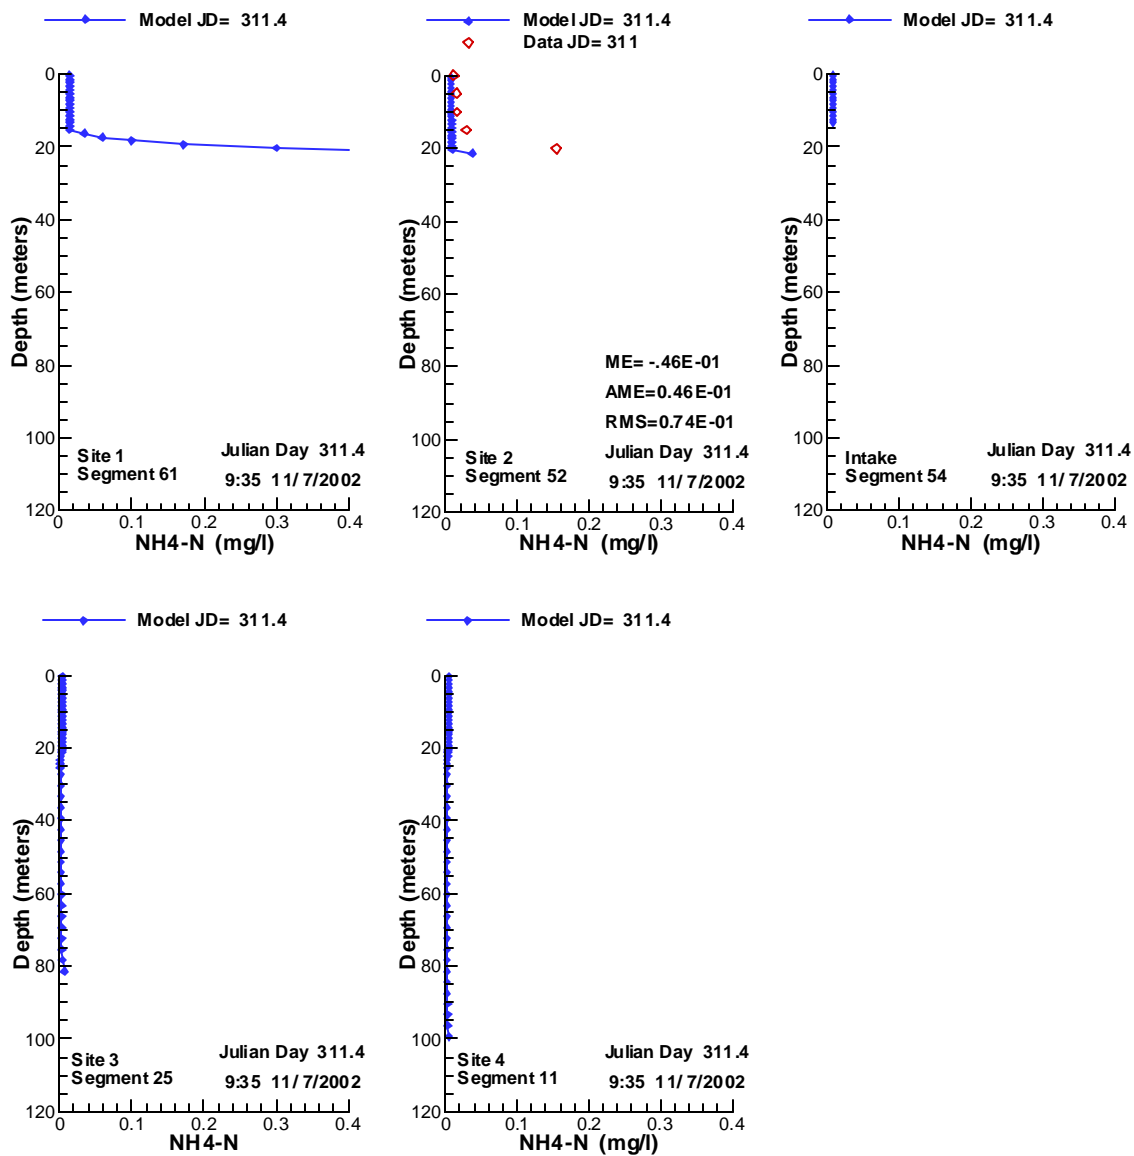 Model JD= 311.4
0
20
40
60
80
100
120
Depth (meters)
Site 1
Segment 61
Julian Day 311.4
9:35 11/7/2002
0 0.1 0.2 0.3 0.4
NH4-N (mg/l)
Model JD= 311.4
Data JD= 311
0
20
40
60
80
100
120
Depth (meters)
ME= -.46E-01
AME=0.46E-01
RMS=0.74E-01
Site 2
Segment 52
Julian Day 311.4
9:35 11/7/2002
0 0.1 0.2 0.3 0.4
NH4-N (mg/l)
Model JD= 311.4
0
20
40
60
80
100
120
Depth (meters)
Intake
Segment 54
Julian Day 311.4
9:35 11/7/2002
0 0.1 0.2 0.3 0.4
NH4-N (mg/l)
Model JD= 311.4
0
20
40
60
80
100
120
Depth (meters)
Site 3
Segment 25
Julian Day 311.4
9:35 11/7/2002
0 0.1 0.2 0.3 0.4
NH4-N
Model JD= 311.4
0
20
40
60
80
100
120
Depth (meters)
Site 4
Segment 11
Julian Day 311.4
9:35 11/7/2002
0 0.1 0.2 0.3 0.4
NH4-N (mg/l)